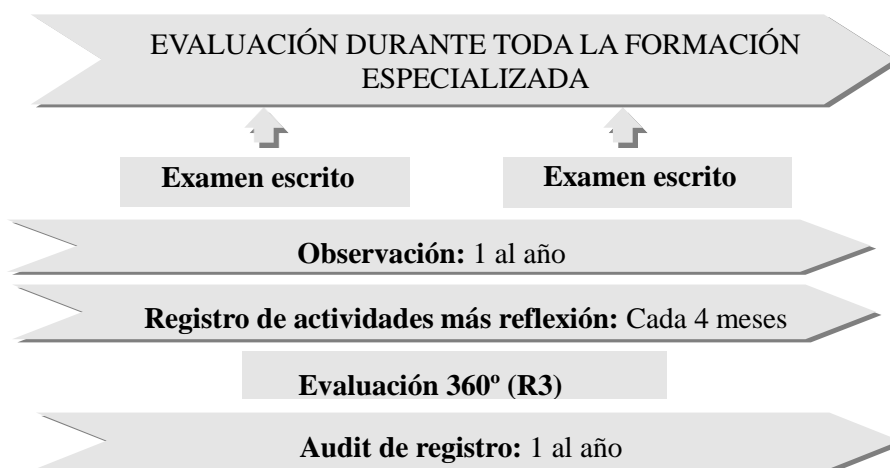 EVALUACIÓN DURANTE TODA LA FORMACIÓN
ESPECIALIZADA
Examen escrito
Examen escrito
Observación: 1 al año
Registro de actividades más reflexión: Cada 4 meses
Evaluación 360º (R3)
Audit de registro: 1 al año